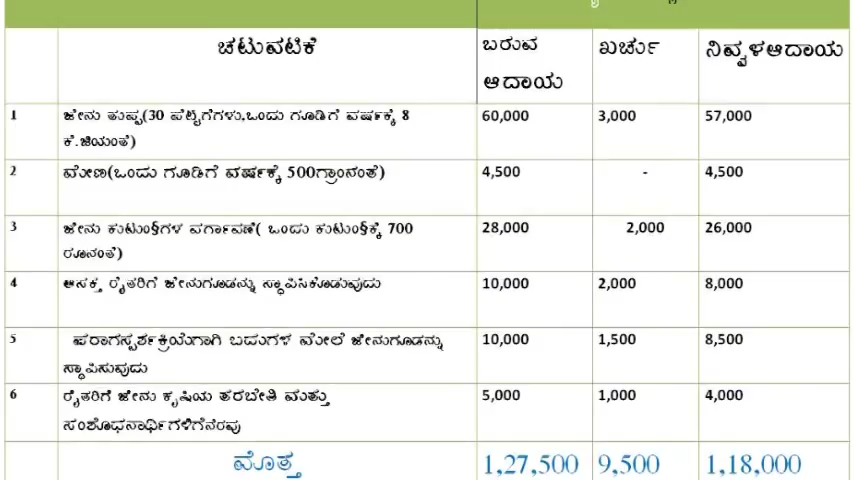 ಚಟುವಟಿಕೆ ಬರುವ ಆದಾಯ ಖರ್ಚು ನಿವ್ವಳಆದಾಯ
1 ಜೇನು ತುಪ್ಪ(30 ಪೆಟ್ಟಿಗೆಗಳು.ಒಂದು ಗೂಡಿಗೆ ವರ್ಷಕ್ಕೆ 8 60,000 3,000 57,000
ಕೆ.ಜಿಯಂತೆ)
2 ಮೇಣ(ಒಂದು ಗೂಡಿಗೆ ವರ್ಷಕ್ಕೆ 500ಗ್ರಾಂನಂತೆ) 4,500 - 4,500
3 ಜೇನು ಕುಟುಂ§ಗಳ ವರ್ಗಾವಣೆ( ಒಂದು ಕುಟುಂ§ಕ್ಕೆ 700 28,000 2,000 26,000
ರೂನಂತೆ)
4 ಆಸಕ್ತ ರೈತರಿಗೆ ಜೇನುಗೂಡನ್ನು ಸ್ಥಾಪಿಸಿಕೊಡುವುದು 10,000 2,000 8,000
5 ಪರಾಗಸ್ಪರ್ಶಕ್ರಿಯೆಗಾಗಿ ಬದುಗಳ ಮೇಲೆ ಜೇನುಗೂಡನ್ನು 10,000 1,500 8,500
ಸ್ಥಾಪಿಸುವುದು
6 ರೈತರಿಗೆ ಜೇನು ಕೃಷಿಯ ತರಬೇತಿ ಮತ್ತು 5,000 1,000 4,000
ಸಂಶೋಧನಾರ್ಥಿಗಳಿಗೆನೆರವು
ಮೊತ್ತ 1,27,500 9,500 1,18,000